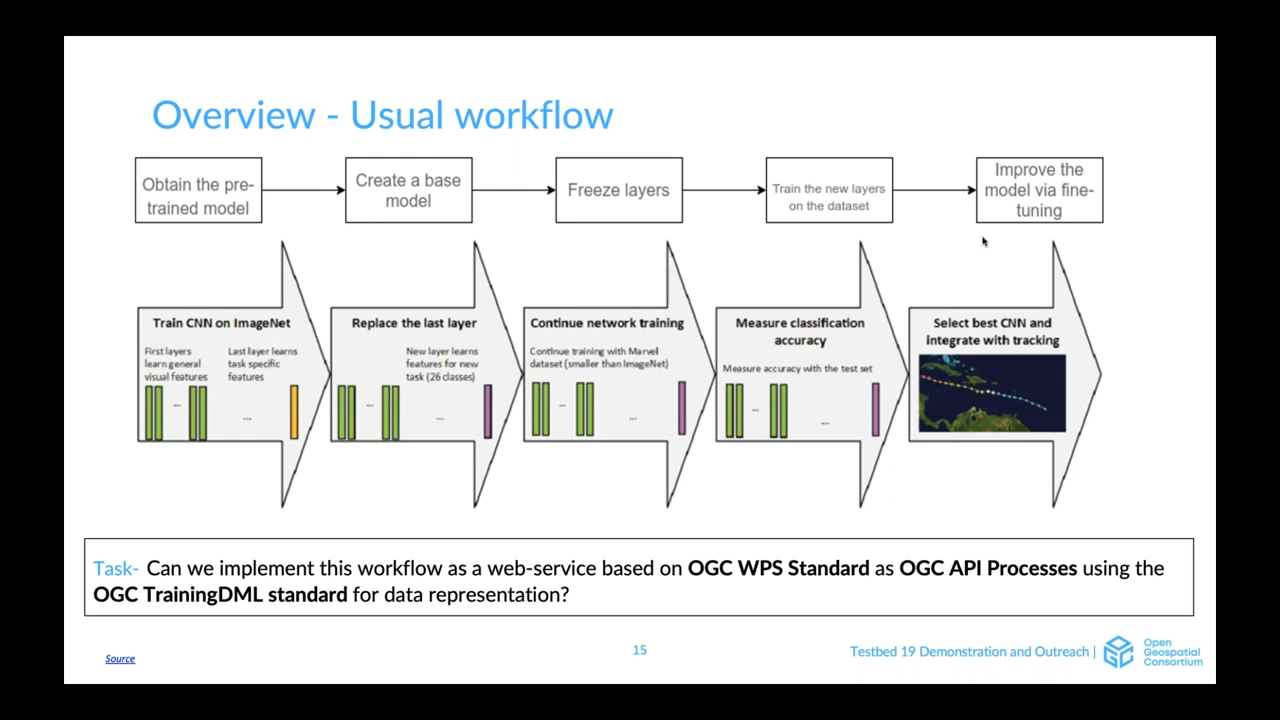 Overview - Usual workflow
Obtain the pre-
trained model
Create a base
model
Freeze layers
Train the new layers
on the dataset
Improve the
model via fine-
tuning
Train CNN on ImageNet
First layers
learn general
visual features
Last layer learns
task specific
features
...
...
Replace the last layer
New layer learns
features for new
task (26 classes)
...
...
Continue network training
Continue training with Marvel
dataset (smaller than ImageNet)
...
...
Measure classification
accuracy
Measure accuracy with the test set
...
...
Select best CNN and
integrate with tracking
Task- Can we implement this workflow as a web-service based on OGC WPS Standard as OGC API Processes using the
OGC TrainingDML standard for data representation?
Source
15
Testbed 19 Demonstration and Outreach |
Open
Geospatial
Consortium